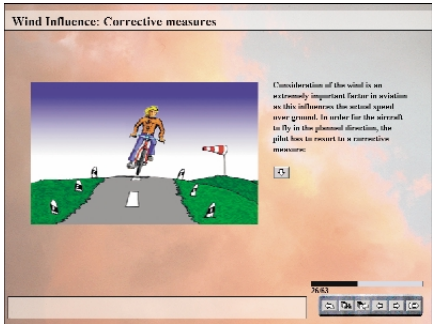 Wind Influence: Corrective measures
Consideration of the wind is an
extremely important factor in aviation
as this influences the actual speed
over ground. In order for the aircraft
to fly in the planned direction, the
pilot has to resort to a corrective
measure:
26/63